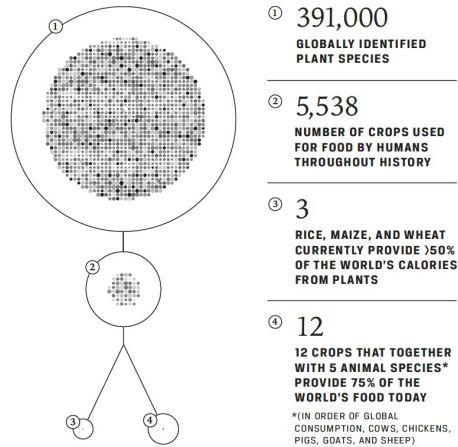 ① 391,000
GLOBALLY IDENTIFIED
PLANT SPECIES
② 5,538
NUMBER OF CROPS USED
FOR FOOD BY HUMANS
THROUGHOUT HISTORY
③ 3
RICE, MAIZE, AND WHEAT
CURRENTLY PROVIDE >50%
OF THE WORLD'S CALORIES
FROM PLANTS
④ 12
12 CROPS THAT TOGETHER
WITH 5 ANIMAL SPECIES*
PROVIDE 75% OF THE
WORLD'S FOOD TODAY
*(IN ORDER OF GLOBAL
CONSUMPTION, COWS, CHICKENS,
PIGS, GOATS, AND SHEEP)
①
②
③
④